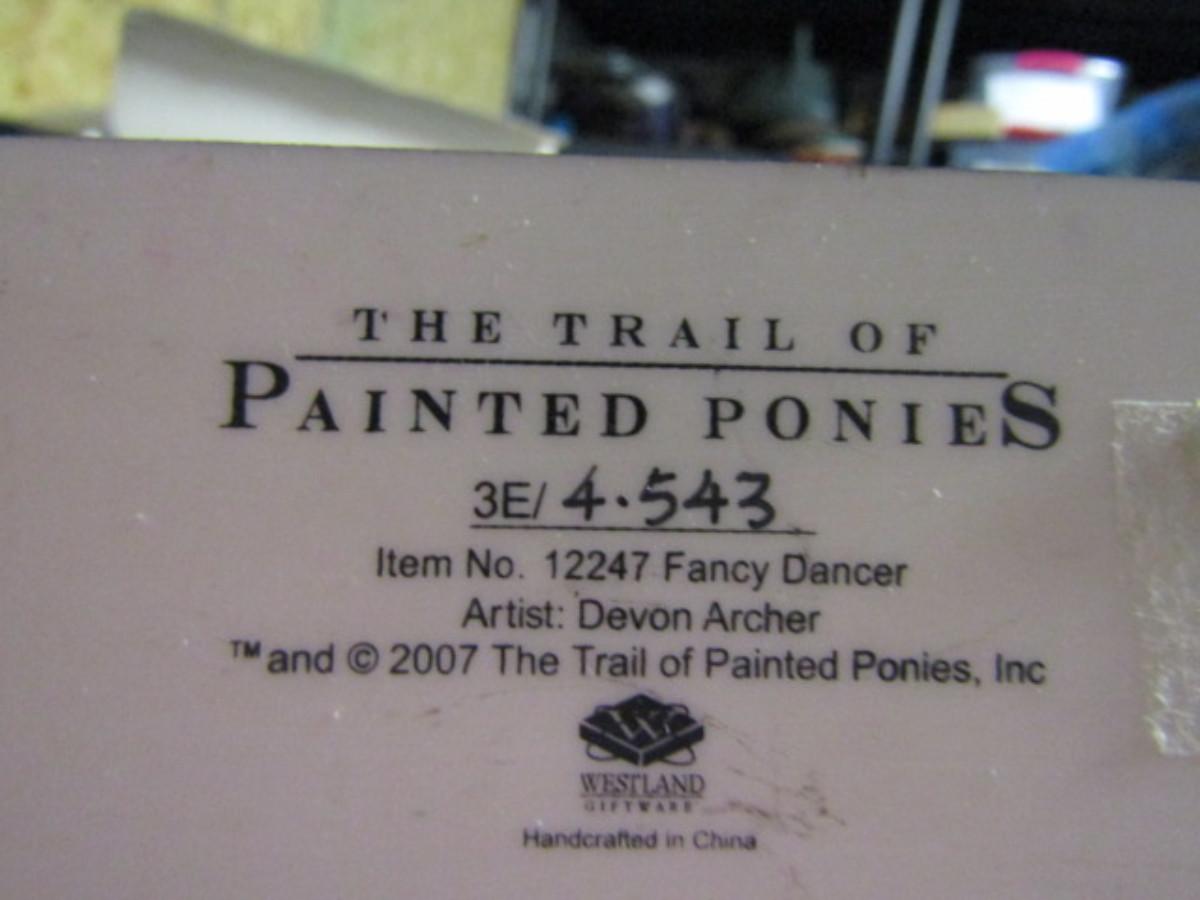 THE TRAIL OF
PAINTED PONIES
3E/ 4.543
Item No. 12247 Fancy Dancer
Artist: Devon Archer
™ and © 2007 The Trail of Painted Ponies, Inc
WESTLAND
GIFTWARE
Handcrafted in China